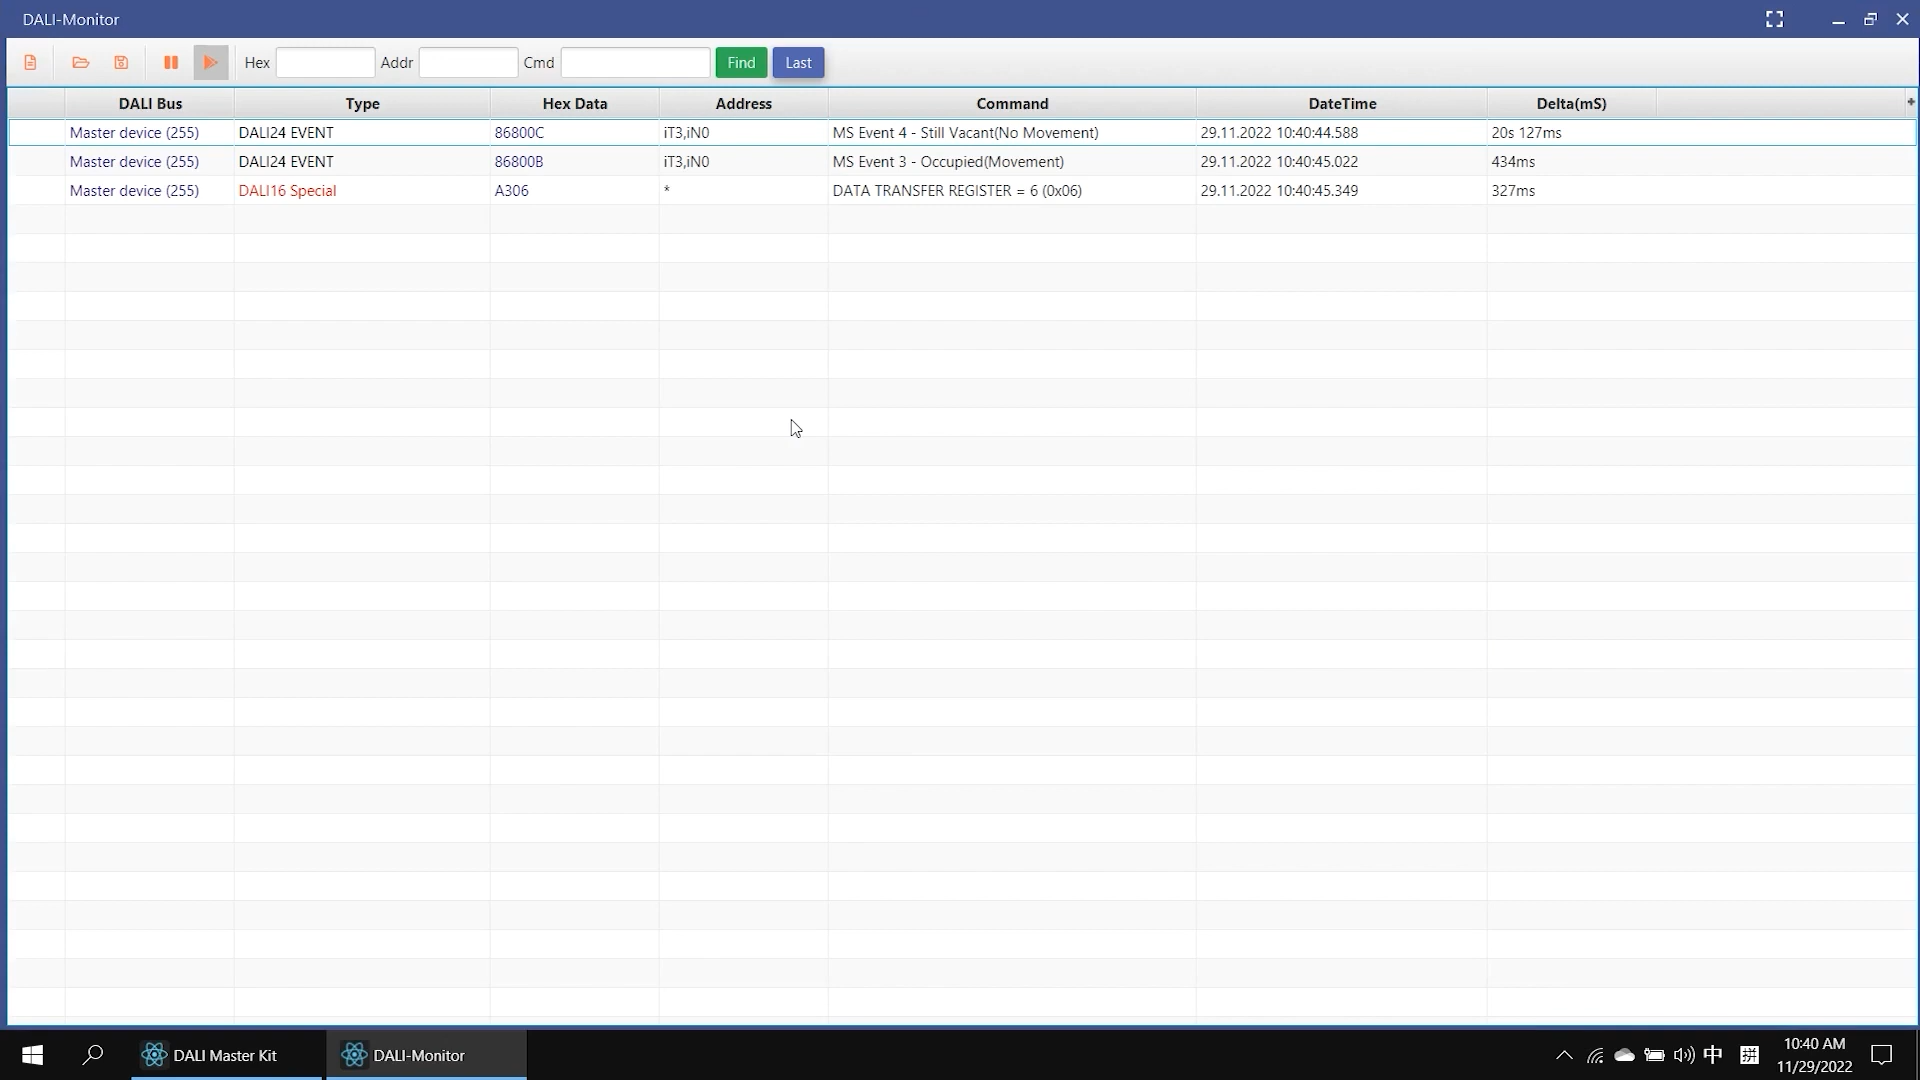 DALI-Monitor
Hex Addr Cmd Find Last
DALI Bus Type Hex Data Address Command DateTime Delta(mS)
Master device (255) DALI24 EVENT 86800C iT3,iN0 MS Event 4 - Still Vacant(No Movement) 29.11.2022 10:40:44.588 20s 127ms
Master device (255) DALI24 EVENT 86800B iT3,iN0 MS Event 3 - Occupied(Movement) 29.11.2022 10:40:45.022 434ms
Master device (255) DALI16 Special A306 * DATA TRANSFER REGISTER = 6 (0x06) 29.11.2022 10:40:45.349 327ms
DALI Master Kit DALI-Monitor 中 拼 10:40 AM
11/29/2022